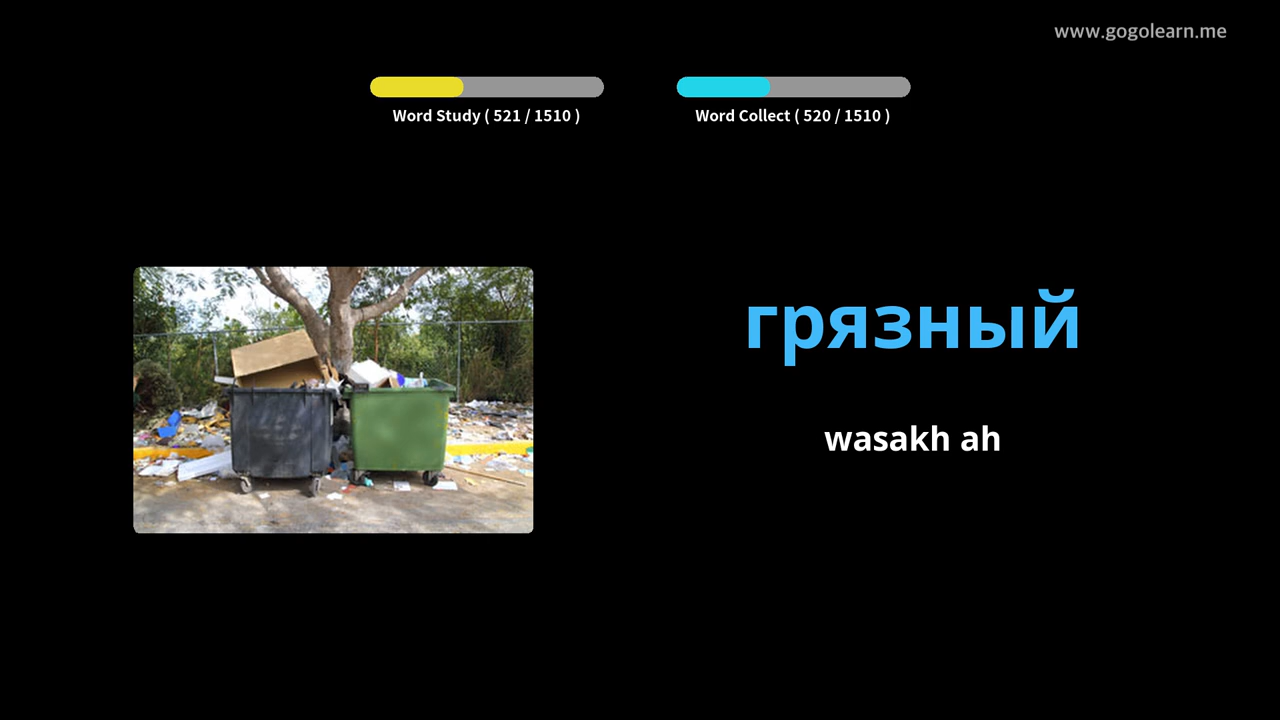 www.gogolearn.me
Word Study ( 521 / 1510 )
Word Collect ( 520 / 1510 )
грязный
wasakh ah